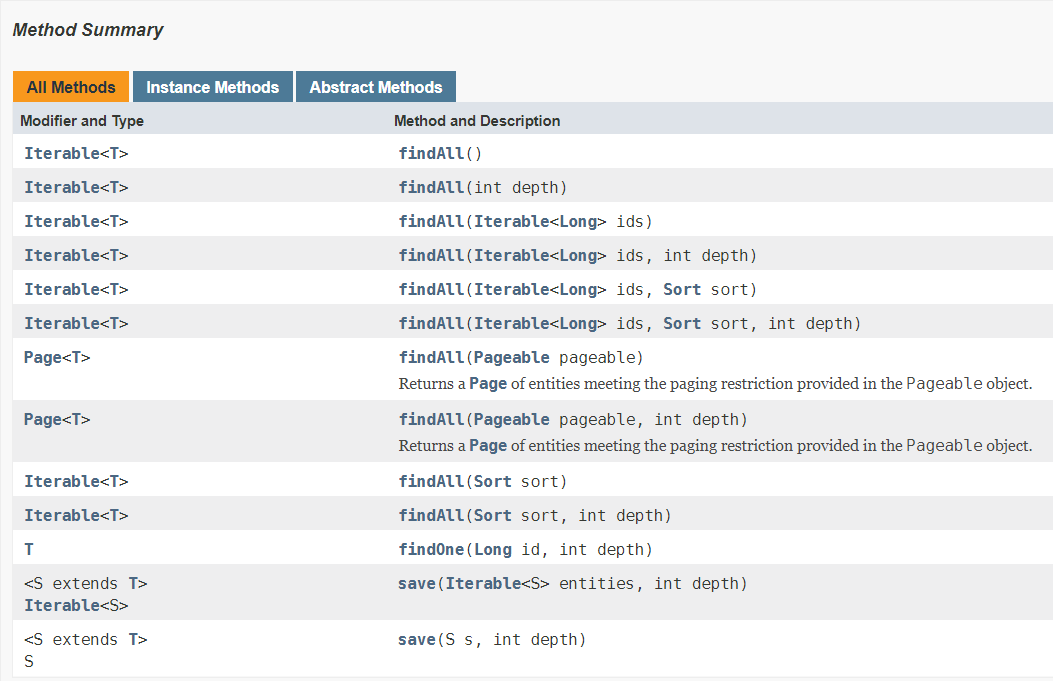 Method Summary
All Methods Instance Methods Abstract Methods
Modifier and Type Method and Description
Iterable<T> findAll()
Iterable<T> findAll(int depth)
Iterable<T> findAll(Iterable<Long> ids)
Iterable<T> findAll(Iterable<Long> ids, int depth)
Iterable<T> findAll(Iterable<Long> ids, Sort sort)
Iterable<T> findAll(Iterable<Long> ids, Sort sort, int depth)
Page<T> findAll(Pageable pageable)
Returns a Page of entities meeting the paging restriction provided in the Pageable object.
Page<T> findAll(Pageable pageable, int depth)
Returns a Page of entities meeting the paging restriction provided in the Pageable object.
Iterable<T> findAll(Sort sort)
Iterable<T> findAll(Sort sort, int depth)
T findOne(Long id, int depth)
<S extends T> save(Iterable<S> entities, int depth)
Iterable<S>
<S extends T> save(S s, int depth)
S